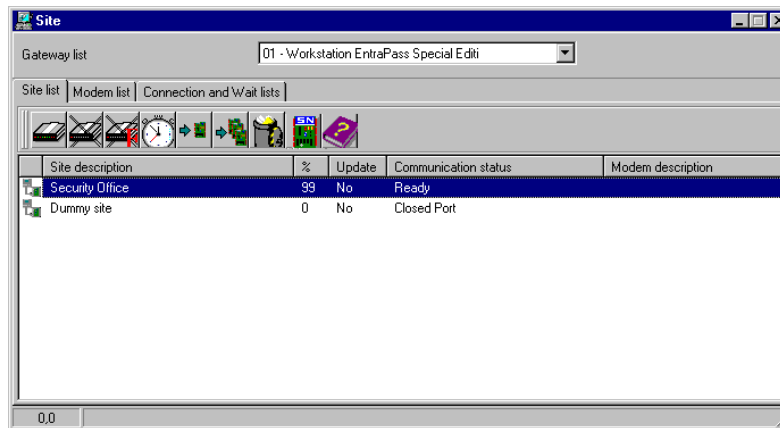 Site
Gateway list 01 - Workstation EntraPass Special Editi
Site list Modem list Connection and Wait lists
SN
Site description % Update Communication status Modem description
Security Office 99 No Ready
Dummy site 0 No Closed Port
0,0